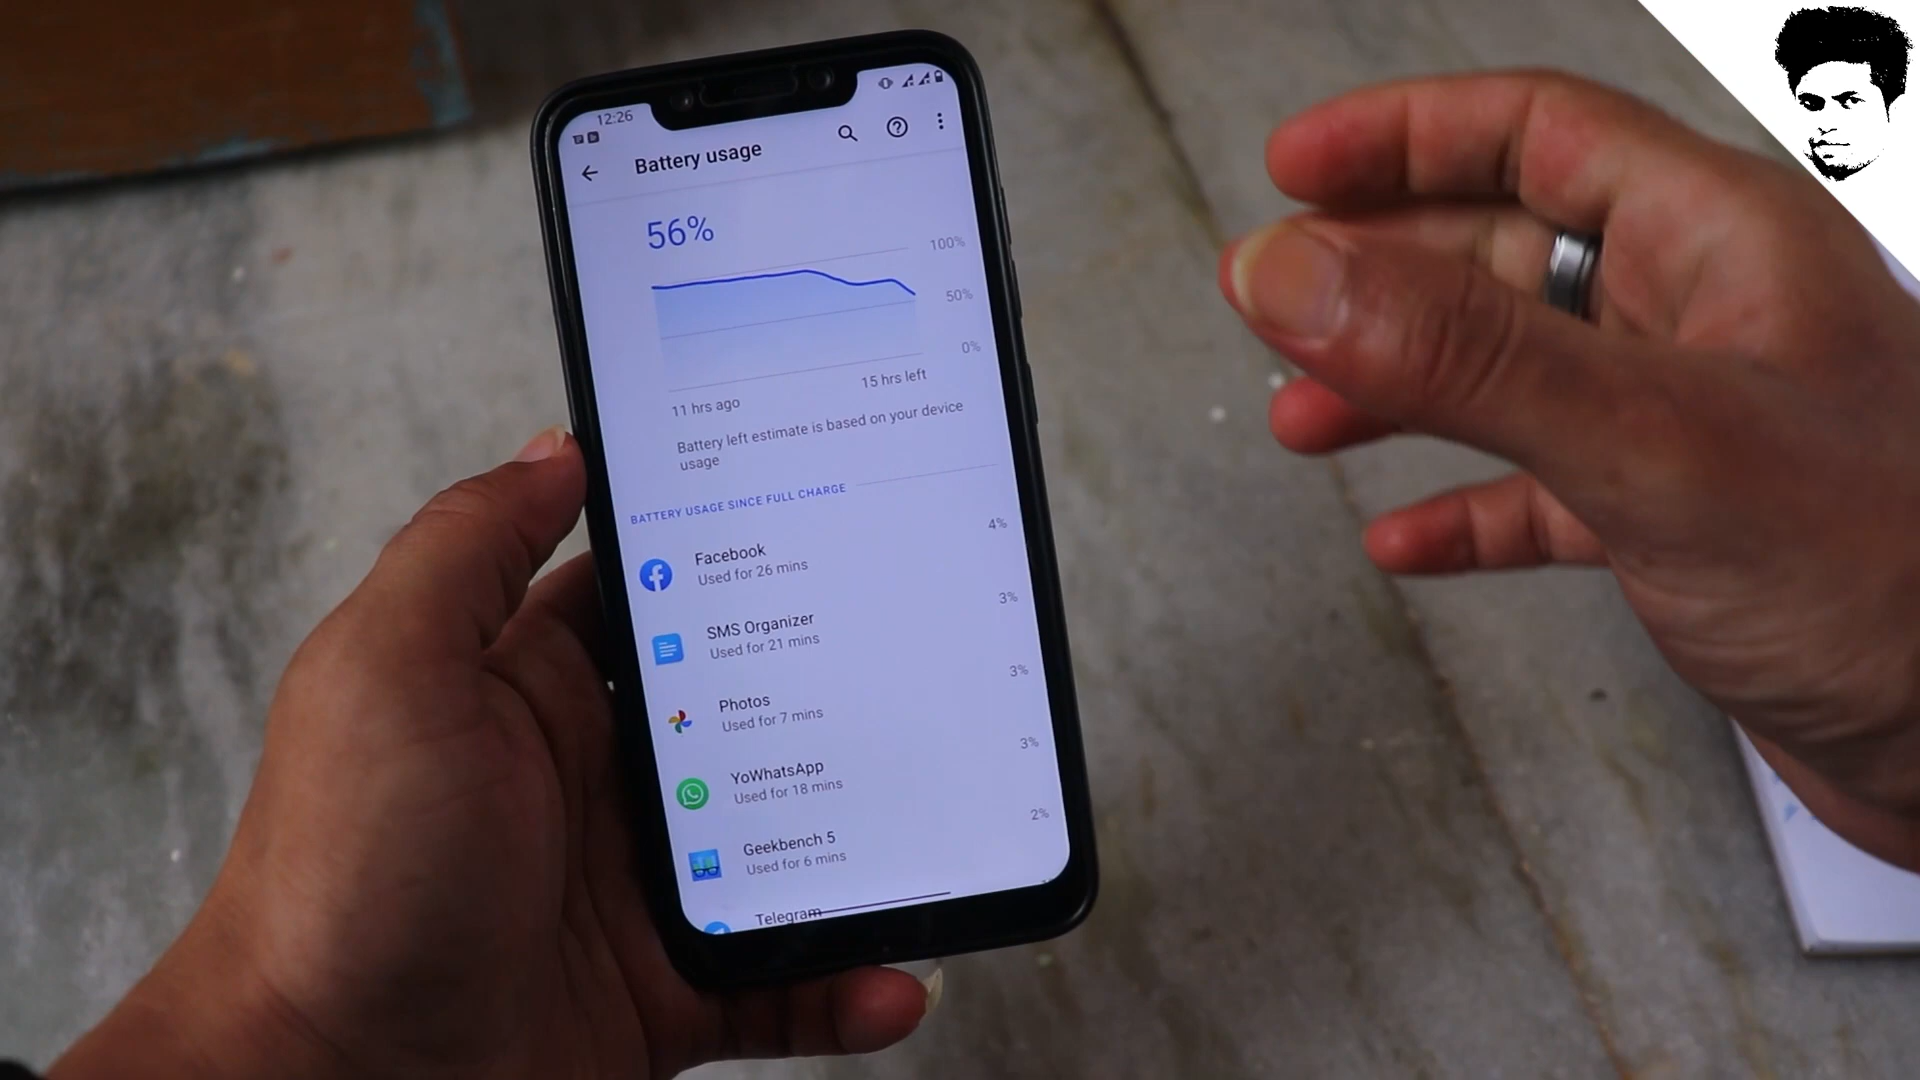 12:26
Battery usage
56%
100%
50%
0%
11 hrs ago
15 hrs left
Battery left estimate is based on your device
usage
BATTERY USAGE SINCE FULL CHARGE
Facebook
4%
Used for 26 mins
SMS Organizer
3%
Used for 21 mins
Photos
3%
Used for 7 mins
YoWhatsApp
3%
Used for 18 mins
Geekbench 5
2%
Used for 6 mins
Telegram